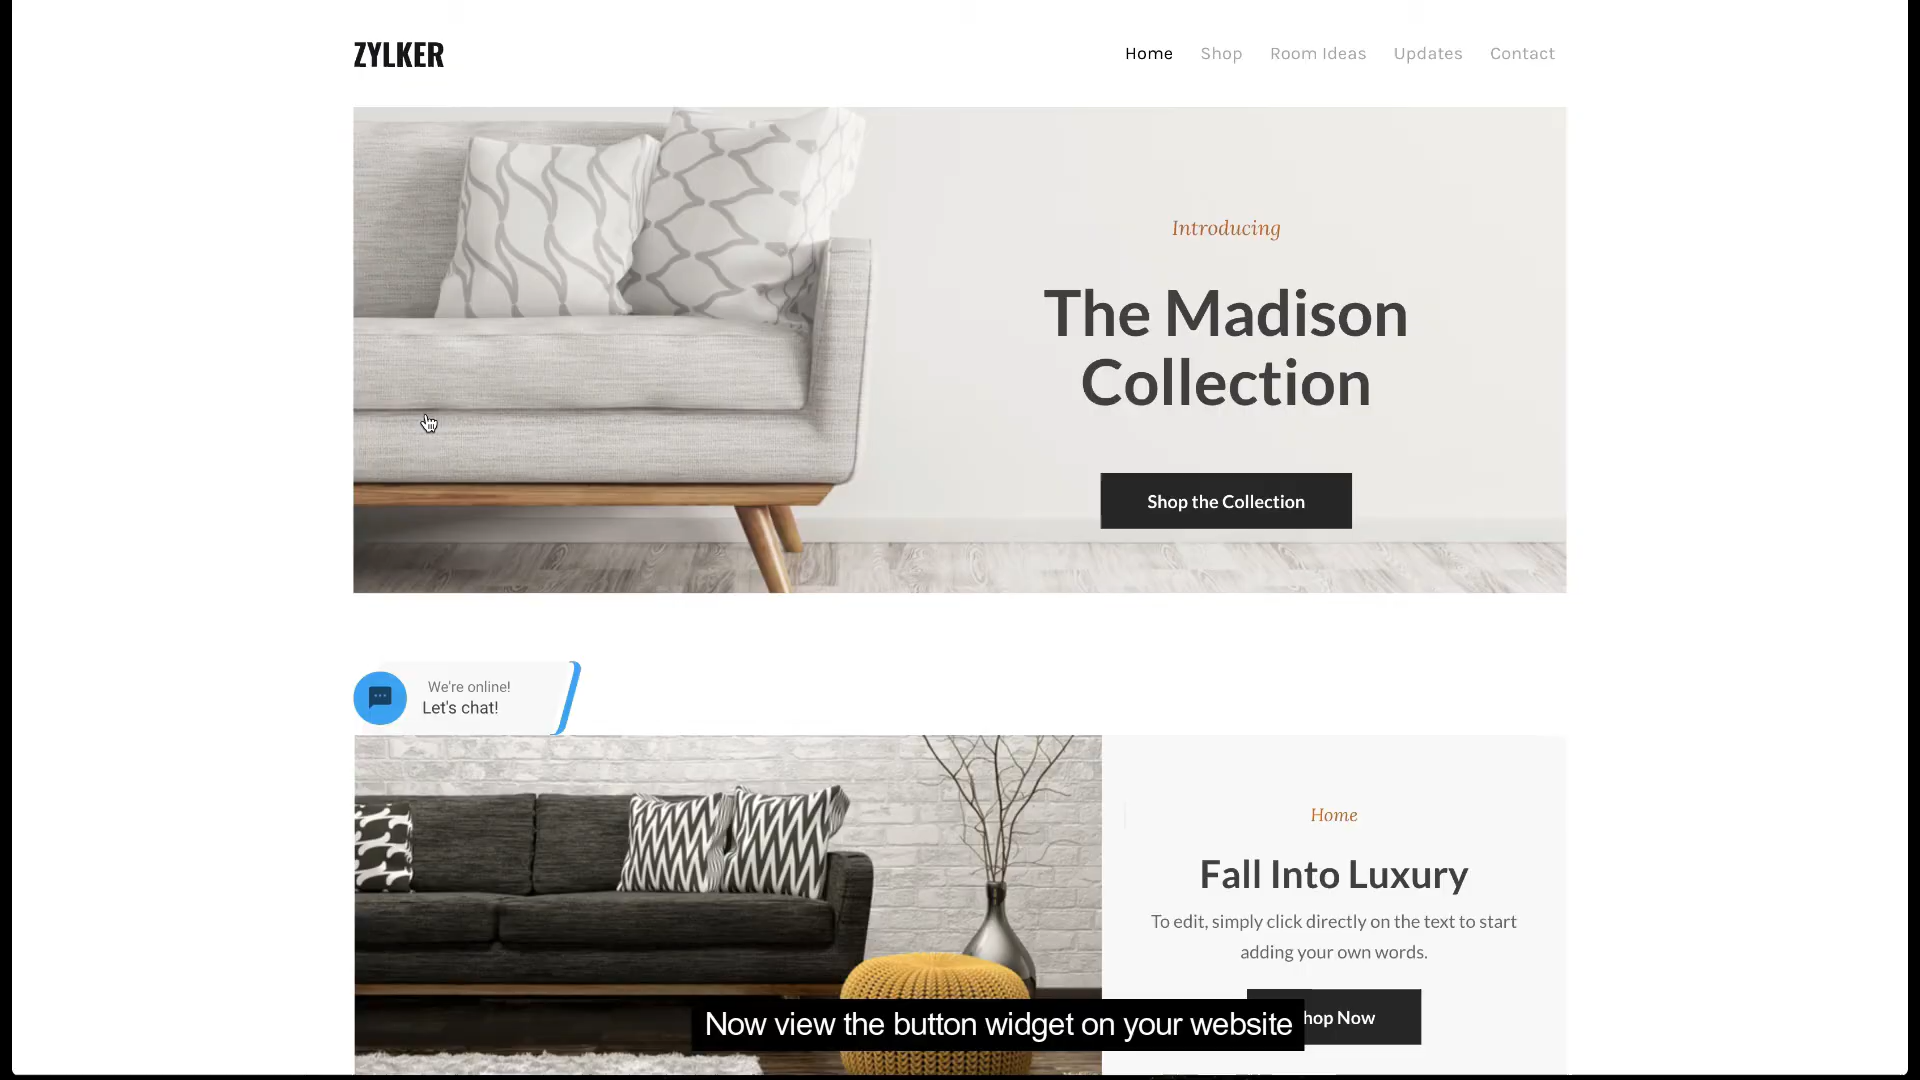 ZYLKER
Home Shop Room Ideas Updates Contact
Introducing
The Madison
Collection
Shop the Collection
We're online!
Let's chat!
Home
Fall Into Luxury
To edit, simply click directly on the text to start
adding your own words.
hop Now
Now view the button widget on your website